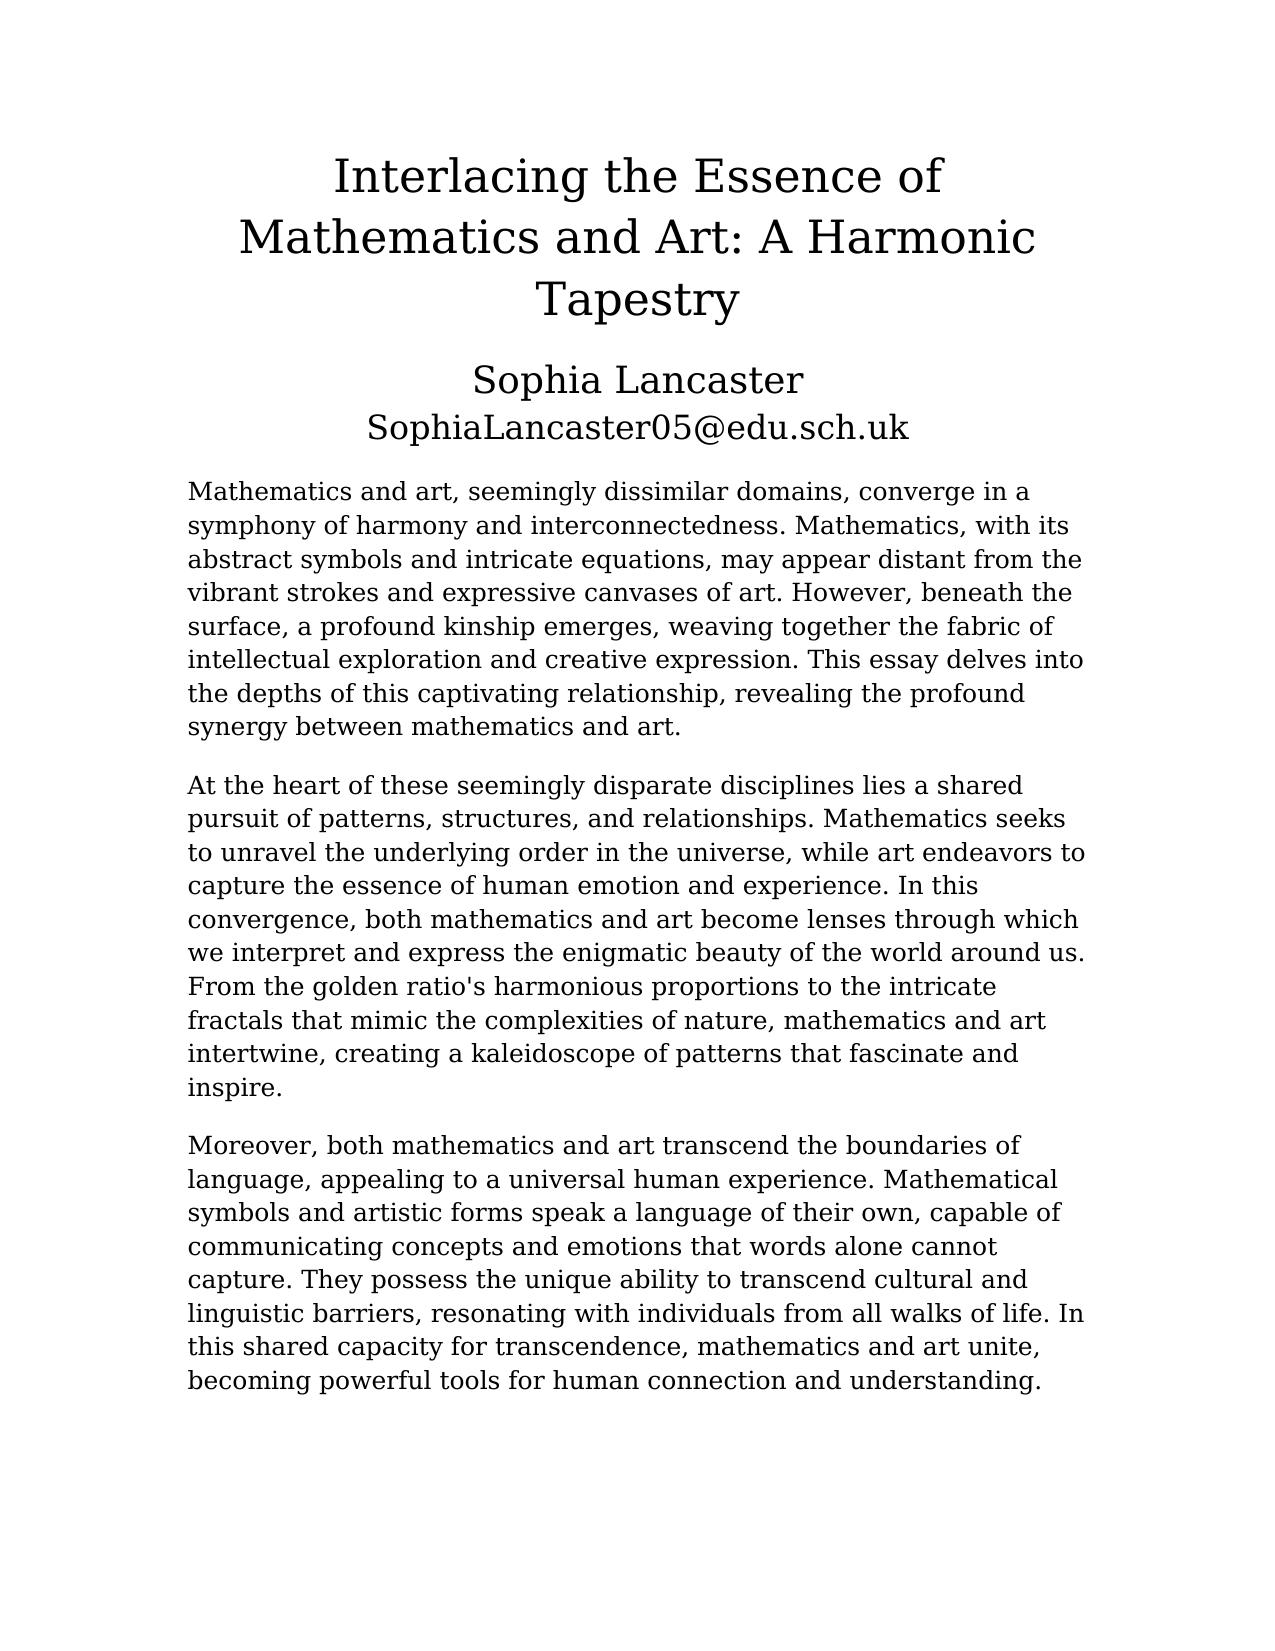 Interlacing the Essence of
Mathematics and Art: A Harmonic
Tapestry
Sophia Lancaster
SophiaLancaster05@edu.sch.uk
Mathematics and art, seemingly dissimilar domains, converge in a
symphony of harmony and interconnectedness. Mathematics, with its
abstract symbols and intricate equations, may appear distant from the
vibrant strokes and expressive canvases of art. However, beneath the
surface, a profound kinship emerges, weaving together the fabric of
intellectual exploration and creative expression. This essay delves into
the depths of this captivating relationship, revealing the profound
synergy between mathematics and art.
At the heart of these seemingly disparate disciplines lies a shared
pursuit of patterns, structures, and relationships. Mathematics seeks
to unravel the underlying order in the universe, while art endeavors to
capture the essence of human emotion and experience. In this
convergence, both mathematics and art become lenses through which
we interpret and express the enigmatic beauty of the world around us.
From the golden ratio's harmonious proportions to the intricate
fractals that mimic the complexities of nature, mathematics and art
intertwine, creating a kaleidoscope of patterns that fascinate and
inspire.
Moreover, both mathematics and art transcend the boundaries of
language, appealing to a universal human experience. Mathematical
symbols and artistic forms speak a language of their own, capable of
communicating concepts and emotions that words alone cannot
capture. They possess the unique ability to transcend cultural and
linguistic barriers, resonating with individuals from all walks of life. In
this shared capacity for transcendence, mathematics and art unite,
becoming powerful tools for human connection and understanding.